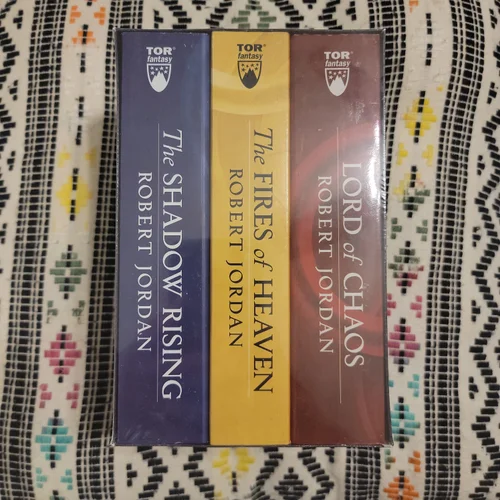 TOR®
fantasy
The SHADOW RISING
ROBERT JORDAN
TOR®
fantasy
The FIRES of HEAVEN
ROBERT JORDAN
TOR®
fantasy
LORD of CHAOS
ROBERT JORDAN